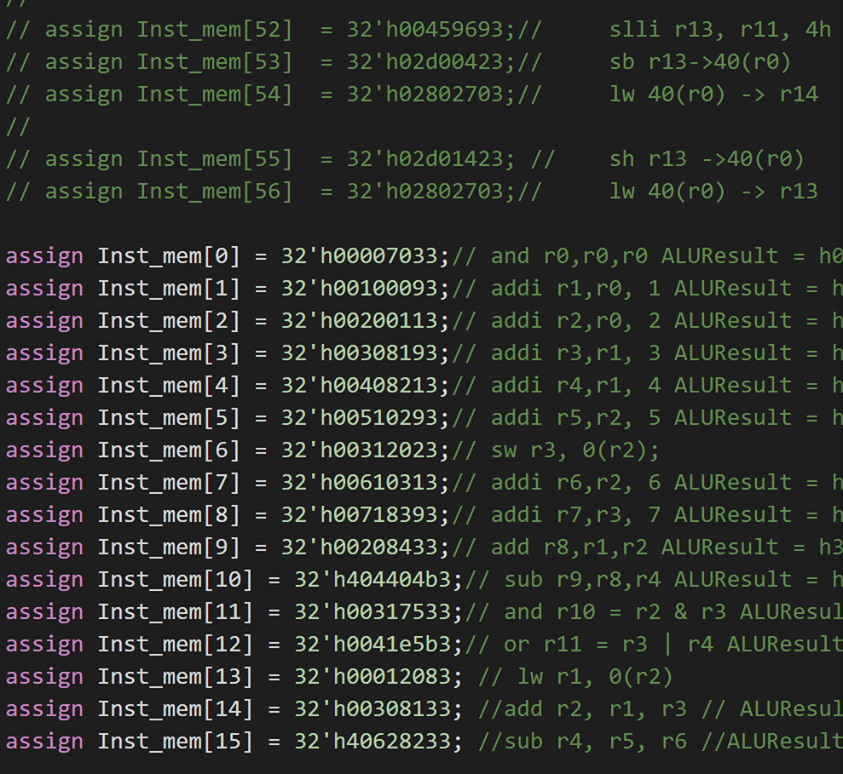 //
// assign Inst_mem[52] = 32'h00459693;// slli r13, r11, 4h
// assign Inst_mem[53] = 32'h02d00423;// sb r13->40(r0)
// assign Inst_mem[54] = 32'h02802703;// lw 40(r0) -> r14
//
// assign Inst_mem[55] = 32'h02d01423; // sh r13 ->40(r0)
// assign Inst_mem[56] = 32'h02802703;// lw 40(r0) -> r13
assign Inst_mem[0] = 32'h00007033;// and r0,r0,r0 ALUResult = h0
assign Inst_mem[1] = 32'h00100093;// addi r1,r0, 1 ALUResult = h
assign Inst_mem[2] = 32'h00200113;// addi r2,r0, 2 ALUResult = h
assign Inst_mem[3] = 32'h00308193;// addi r3,r1, 3 ALUResult = h
assign Inst_mem[4] = 32'h00408213;// addi r4,r1, 4 ALUResult = h
assign Inst_mem[5] = 32'h00510293;// addi r5,r2, 5 ALUResult = h
assign Inst_mem[6] = 32'h00312023;// sw r3, 0(r2);
assign Inst_mem[7] = 32'h00610313;// addi r6,r2, 6 ALUResult = h
assign Inst_mem[8] = 32'h00718393;// addi r7,r3, 7 ALUResult = h
assign Inst_mem[9] = 32'h00208433;// add r8,r1,r2 ALUResult = h3
assign Inst_mem[10] = 32'h404404b3;// sub r9,r8,r4 ALUResult = h
assign Inst_mem[11] = 32'h00317533;// and r10 = r2 & r3 ALUResul
assign Inst_mem[12] = 32'h0041e5b3;// or r11 = r3 | r4 ALUResult
assign Inst_mem[13] = 32'h00012083; // lw r1, 0(r2)
assign Inst_mem[14] = 32'h00308133; //add r2, r1, r3 // ALUResul
assign Inst_mem[15] = 32'h40628233; //sub r4, r5, r6 //ALUResult